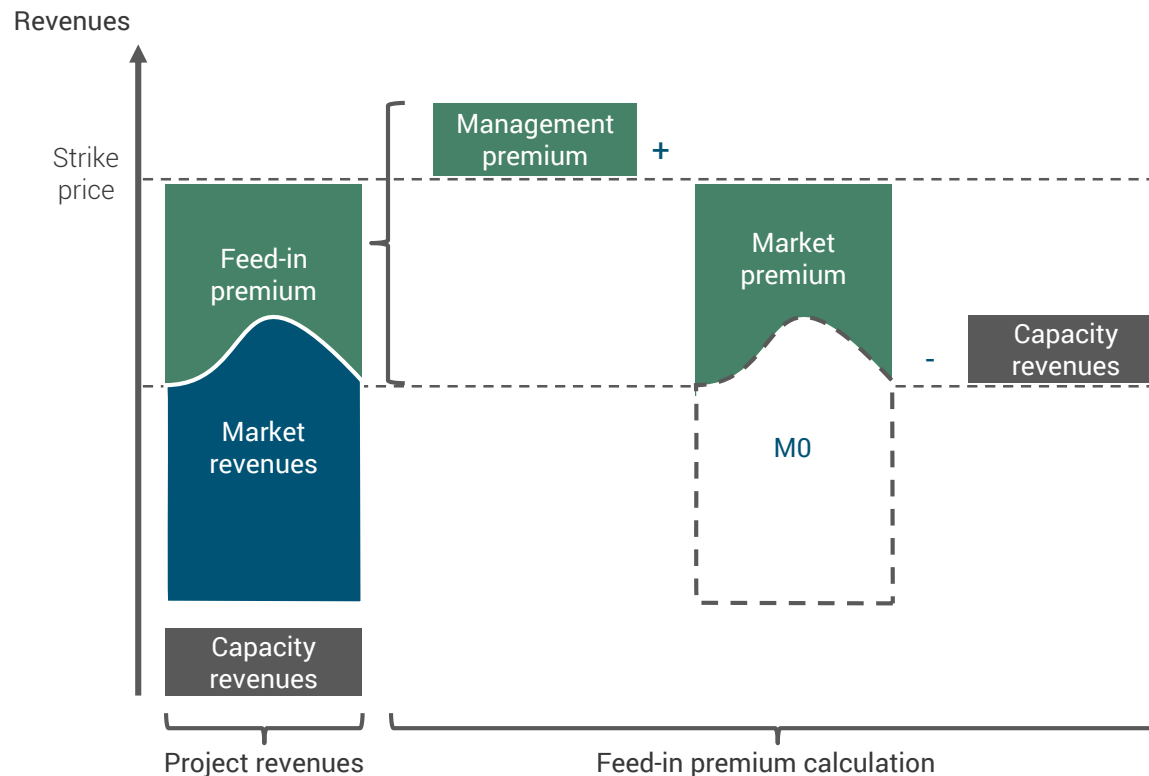 Revenues
Strike
price
Management
premium
+
Feed-in
premium
Market
premium
Capacity
revenues
-
Market
revenues
M0
Capacity
revenues
Project revenues
Feed-in premium calculation